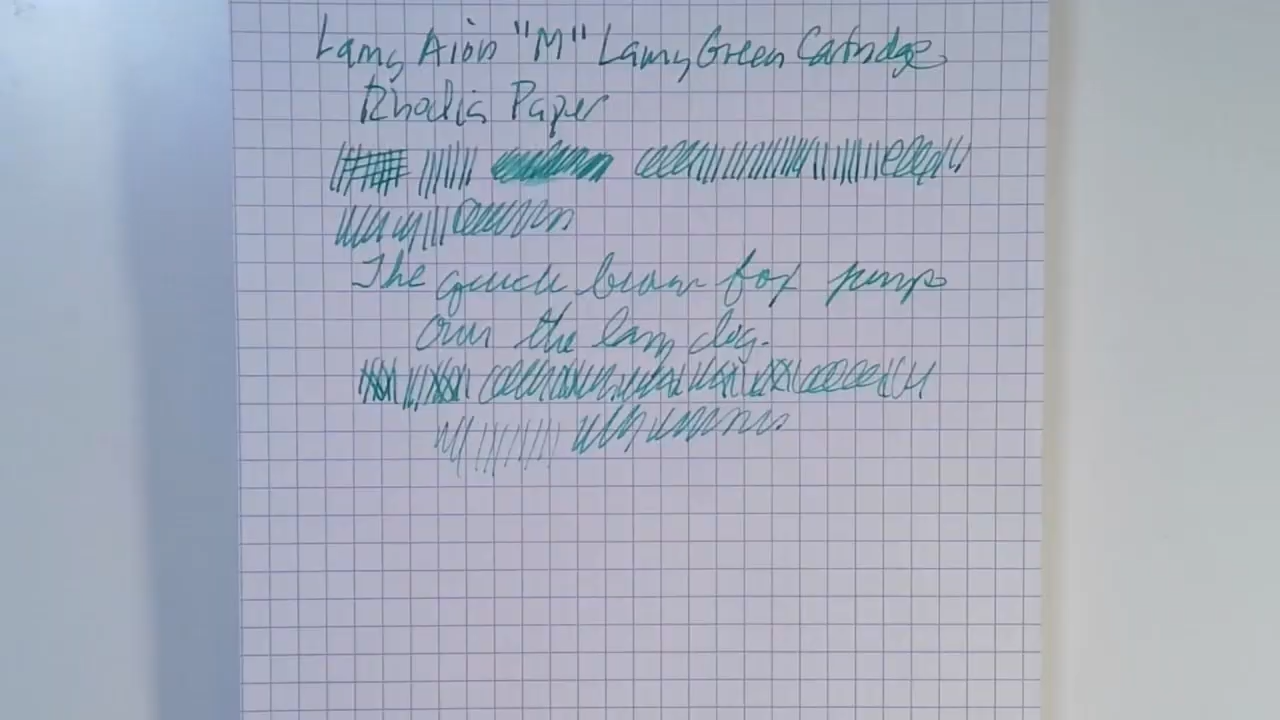 Lamy Aion "M" Lamy Green Cartridge
Rhodia Paper
The quick brown fox jumps
over the lazy dog.